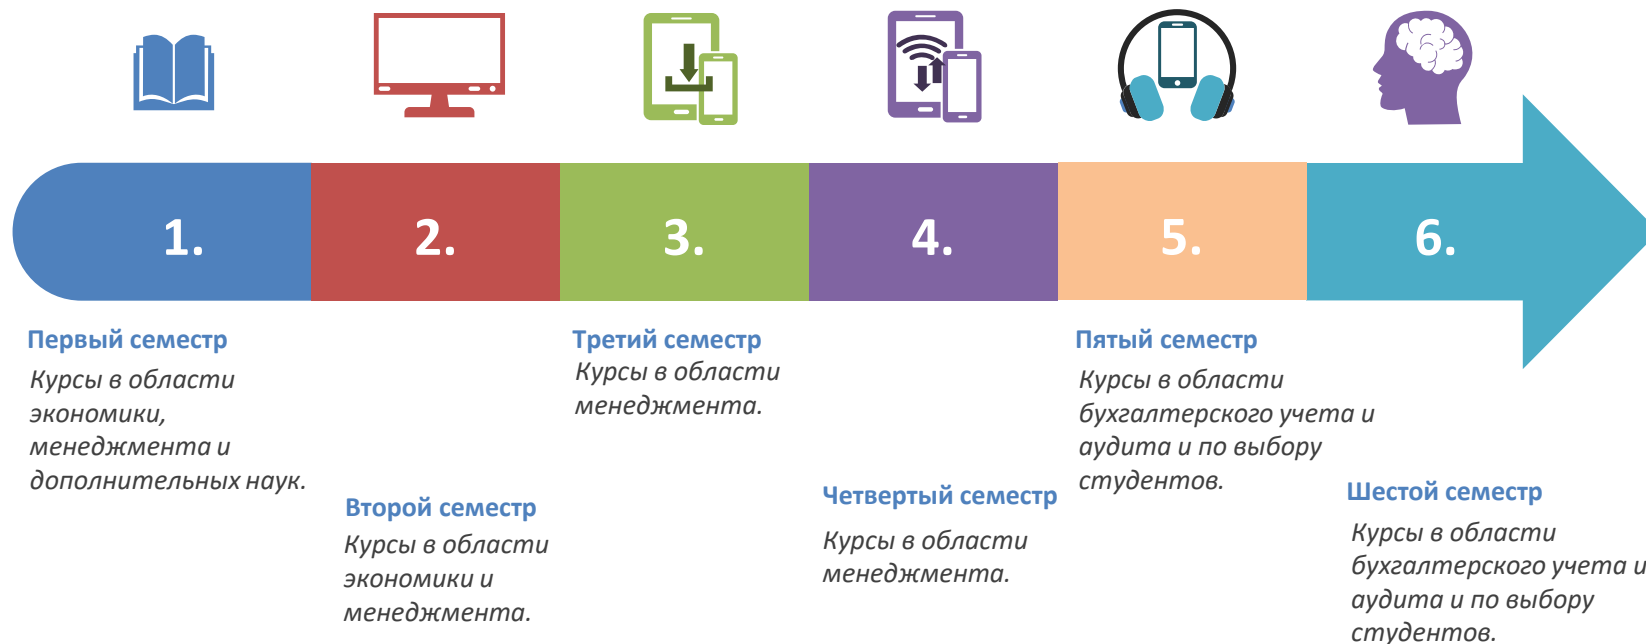 1.
2.
3.
4.
5.
6.
Первый семестр
Курсы в области
экономики,
менеджмента и
дополнительных наук.
Второй семестр
Курсы в области
экономики и
менеджмента.
Третий семестр
Курсы в области
менеджмента.
Четвертый семестр
Курсы в области
менеджмента.
Пятый семестр
Курсы в области
бухгалтерского учета и
аудита и по выбору
студентов.
Шестой семестр
Курсы в области
бухгалтерского учета и
аудита и по выбору
студентов.